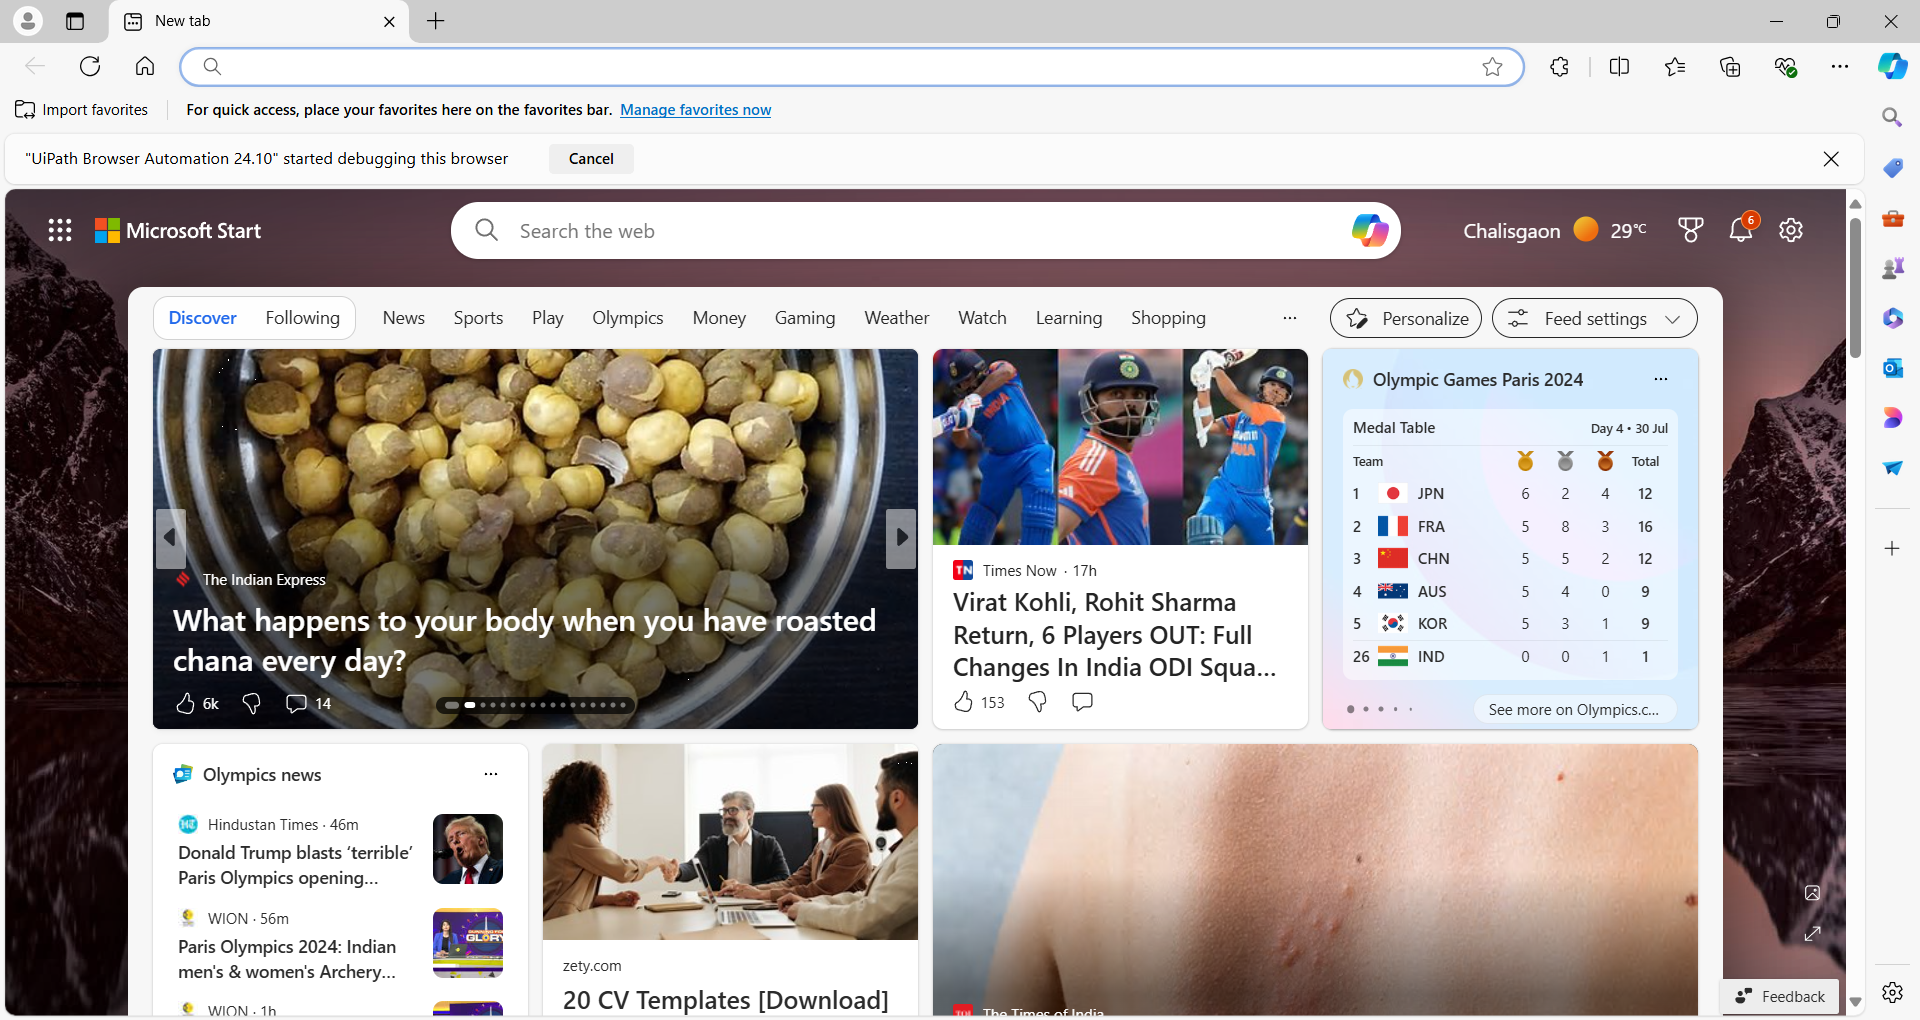 New tab
Import favorites
For quick access, place your favorites here on the favorites bar. Manage favorites now
"UiPath Browser Automation 24.10" started debugging this browser
Cancel
Microsoft Start
Search the web
Chalisgaon
29°C
6
Discover
Following
News
Sports
Play
Olympics
Money
Gaming
Weather
Watch
Learning
Shopping
Personalize
Feed settings
The Indian Express
What happens to your body when you have roasted
chana every day?
6k
14
TN
Times Now · 17h
Virat Kohli, Rohit Sharma
Return, 6 Players OUT: Full
Changes In India ODI Squa...
153
Olympic Games Paris 2024
Medal Table
Day 4 • 30 Jul
Team
Total
1 JPN 6 2 4 12
2 FRA 5 8 3 16
3 CHN 5 5 2 12
4 AUS 5 4 0 9
5 KOR 5 3 1 9
26 IND 0 0 1 1
See more on Olympics.c...
Olympics news
Hindustan Times · 46m
Donald Trump blasts ‘terrible’
Paris Olympics opening...
WION · 56m
Paris Olympics 2024: Indian
men's & women's Archery...
WION · 1h
zety.com
20 CV Templates [Download]
The Times of India
Feedback